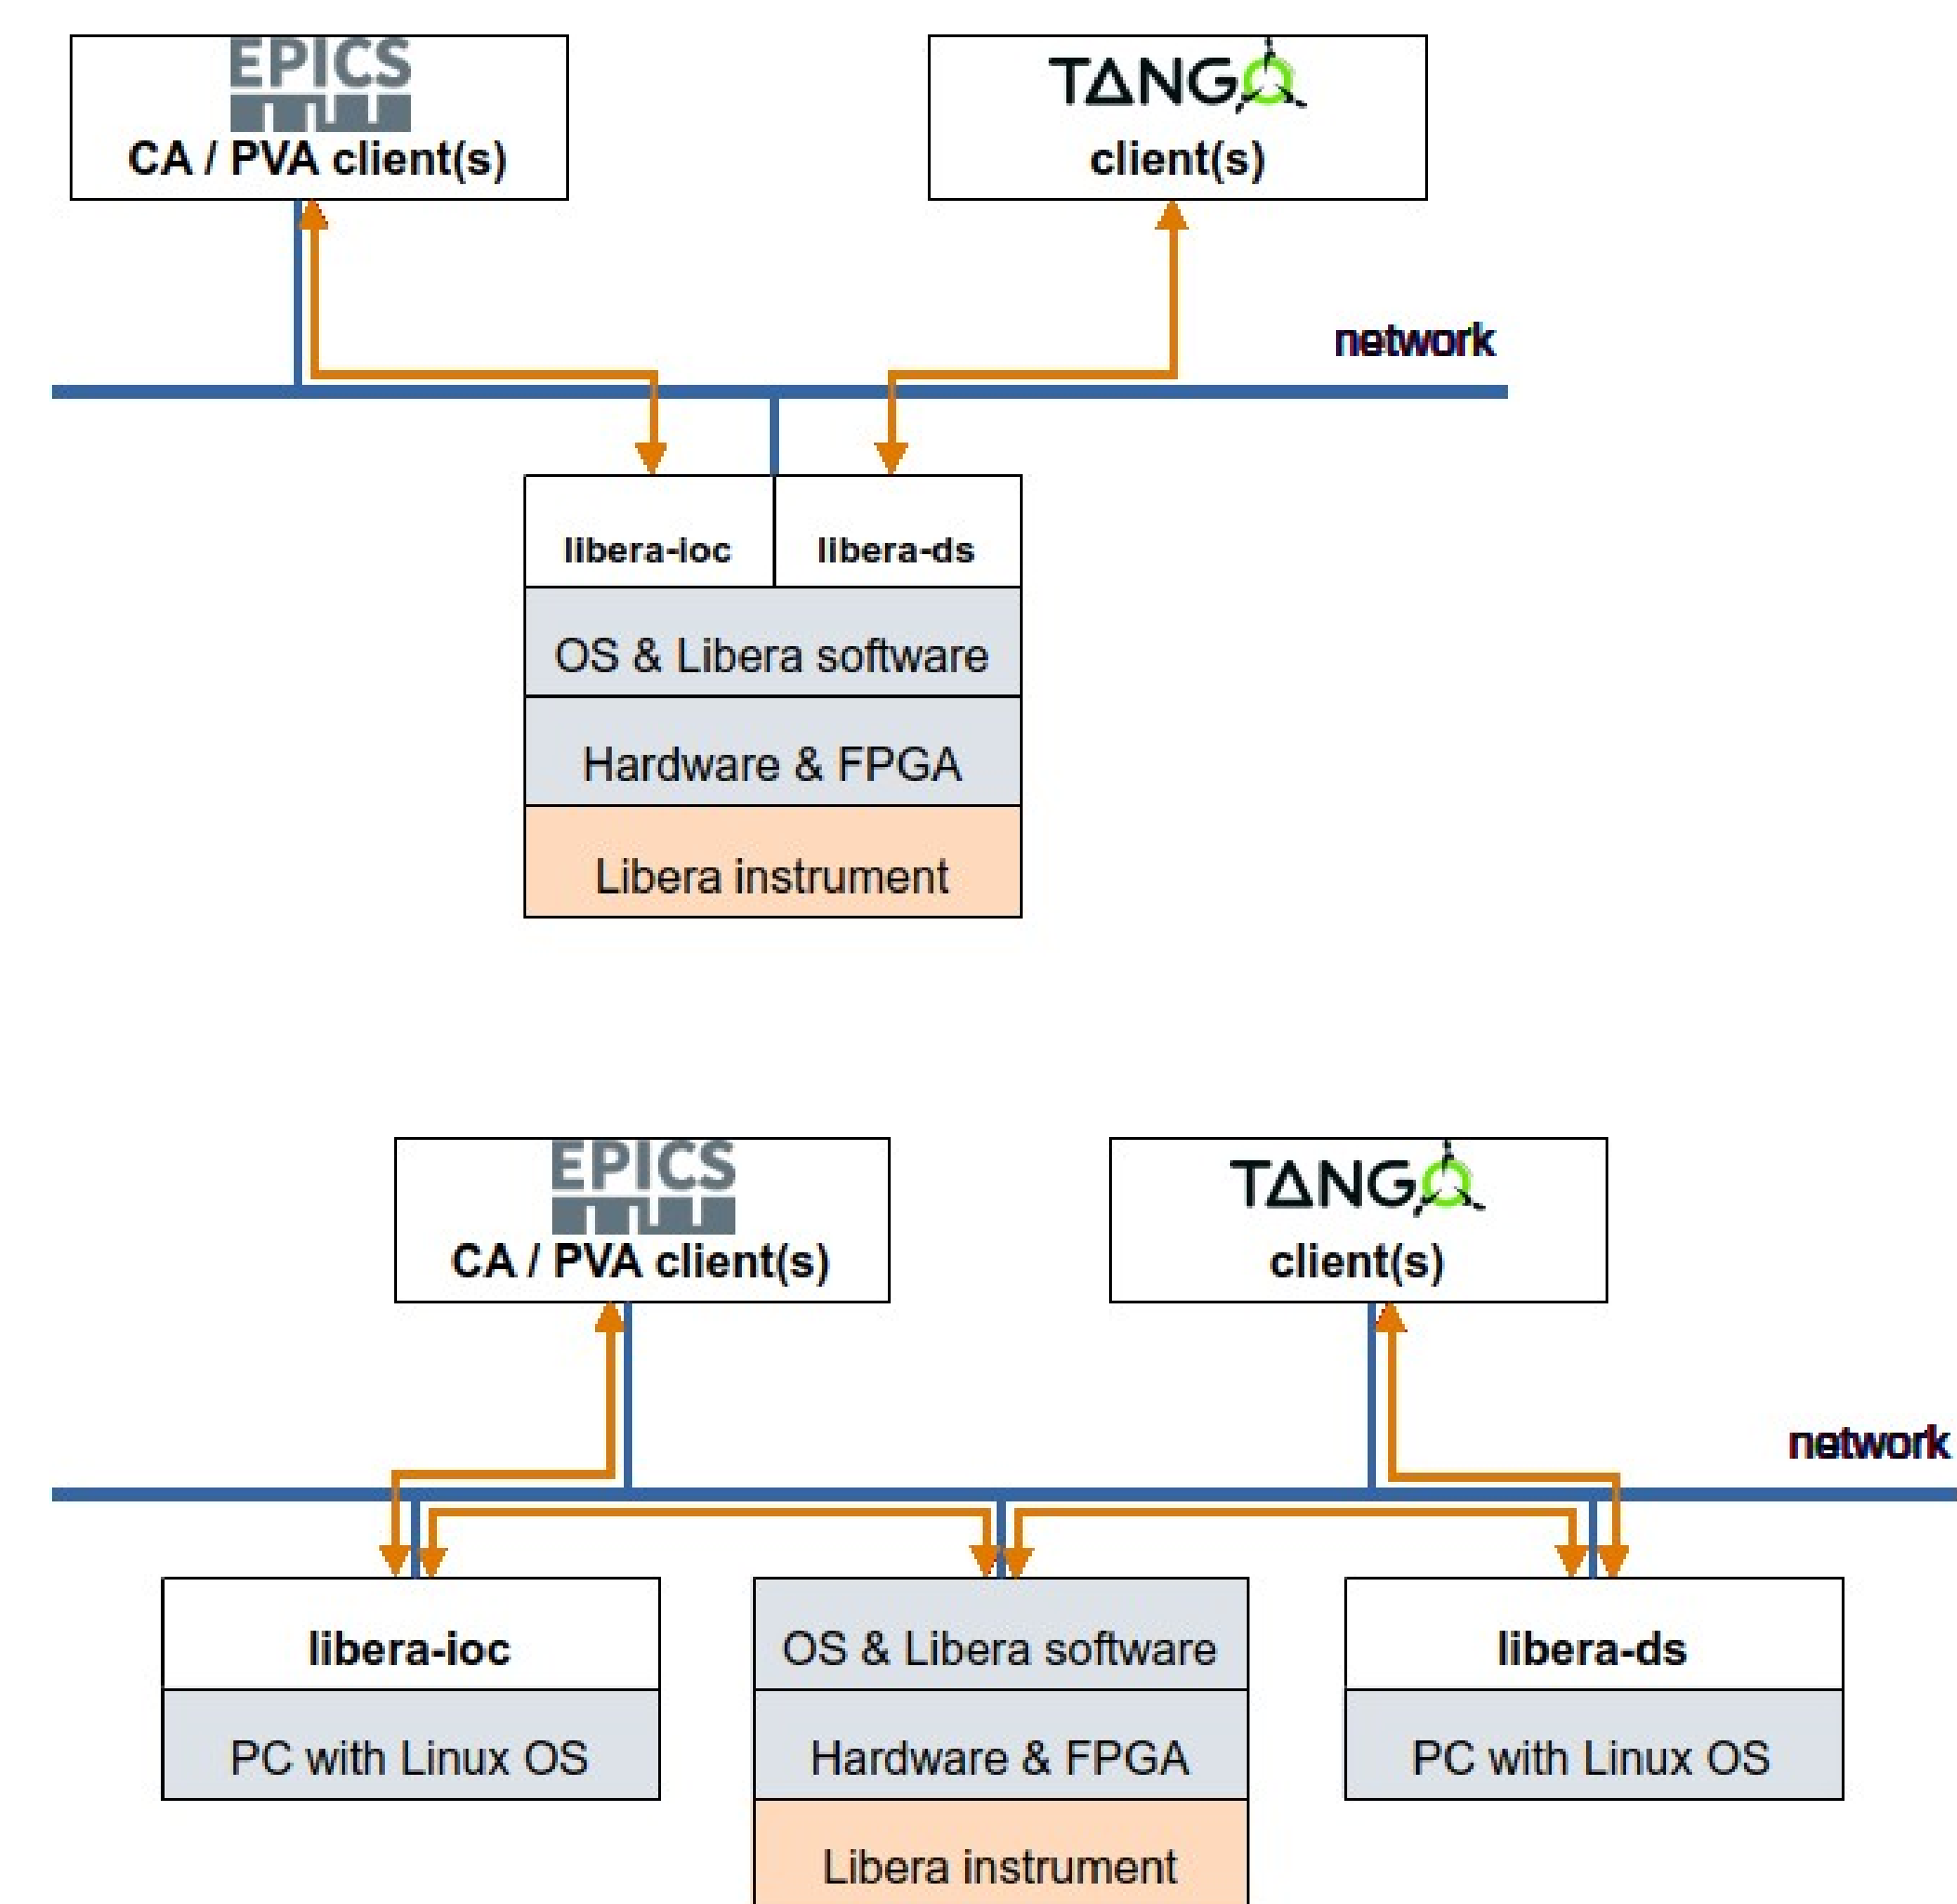 EPICS
CA / PVA client(s)
TANGO
client(s)
network
libera-ioc
libera-ds
OS & Libera software
Hardware & FPGA
Libera instrument
EPICS
CA / PVA client(s)
TANGO
client(s)
network
libera-ioc
OS & Libera software
libera-ds
PC with Linux OS
Hardware & FPGA
PC with Linux OS
Libera instrument